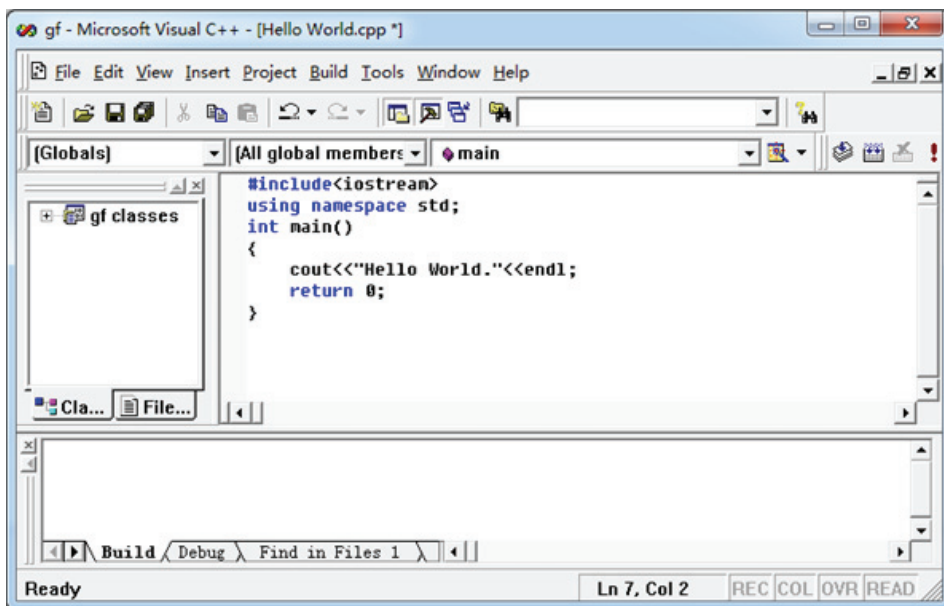 gf - Microsoft Visual C++ - [Hello World.cpp *]
File Edit View Insert Project Build Tools Window Help
(Globals) (All global members main
gf classes
#include<iostream>
using namespace std;
int main()
{
    cout<<"Hello World."<<endl;
    return 0;
}
Cla... File...
Build Debug Find in Files 1
Ready Ln 7, Col 2 REC COL OVR READ